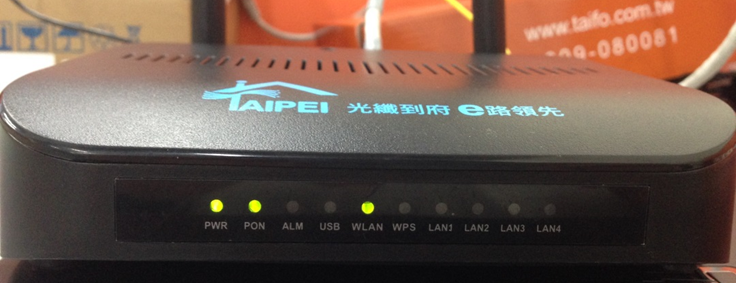 www.taifo.com.tw
09-080081
TAIPEI 光纖到府 e路領先
PWR PON ALM USB WLAN WPS LAN1 LAN2 LAN3 LAN4